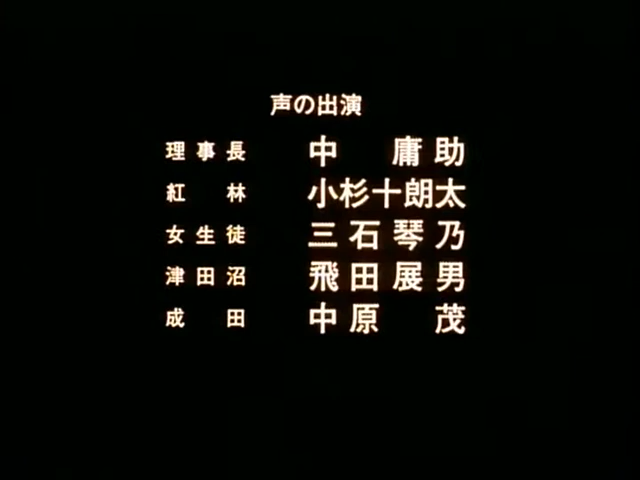 声の出演
理事長 中 庸助
紅 林 小杉十朗太
女生徒 三石琴乃
津田沼 飛田展男
成 田 中原 茂